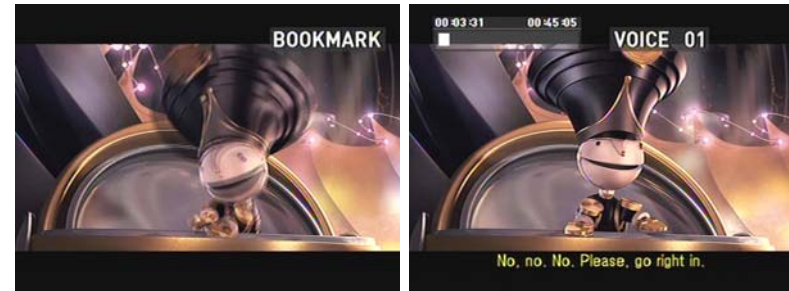 BOOKMARK
00:03:31 00:45:05
VOICE 01
No, no. No. Please, go right in.